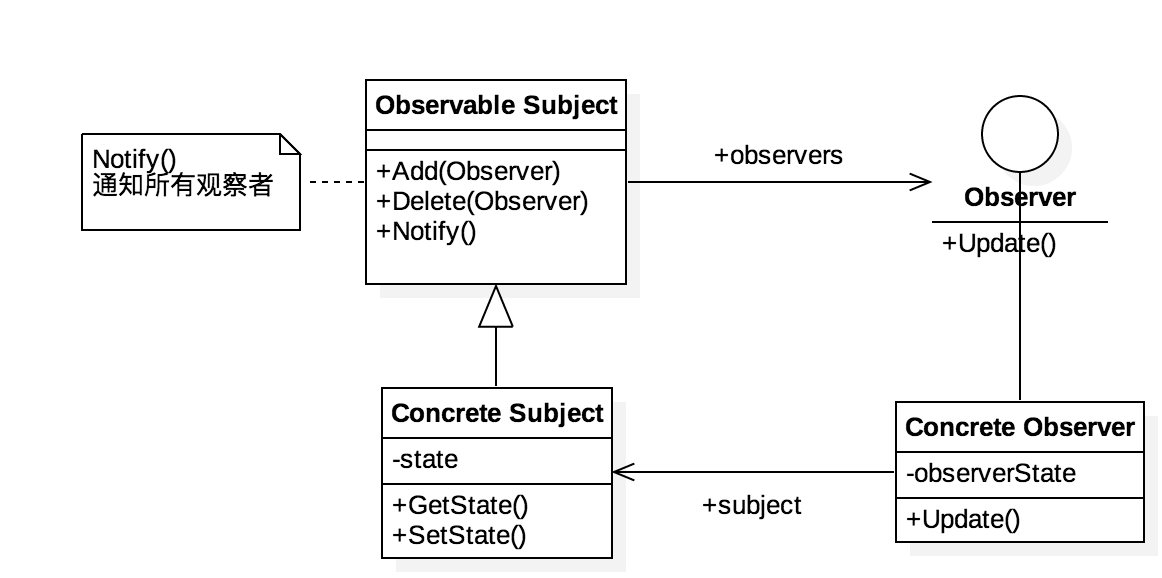 Notify()
通知所有观察者
Observable Subject
+Add(Observer)
+Delete(Observer)
+Notify()
+observers
Observer
+Update()
Concrete Subject
-state
+GetState()
+SetState()
+subject
Concrete Observer
-observerState
+Update()